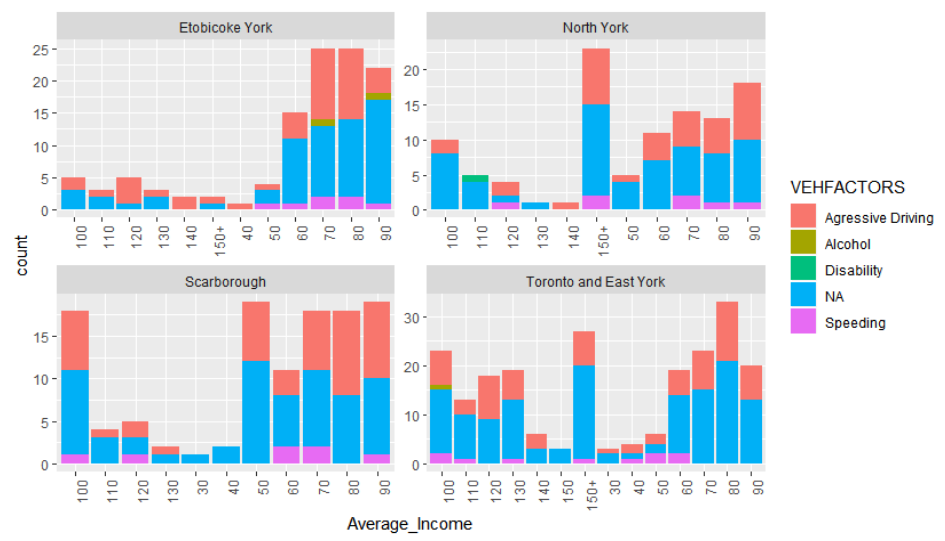 Etobicoke York
North York
25
20
15
10
5
0
20
15
10
5
0
100 110 120 130 140 150+ 40 50 60 70 80 90
100 110 120 130 140 150+ 50 60 70 80 90
count
Scarborough
Toronto and East York
15
10
5
0
30
20
10
0
100 110 120 130 30 40 50 60 70 80 90
100 110 120 130 140 150 150+ 30 40 50 60 70 80 90
Average_Income
VEHFACTORS
Agressive Driving
Alcohol
Disability
NA
Speeding